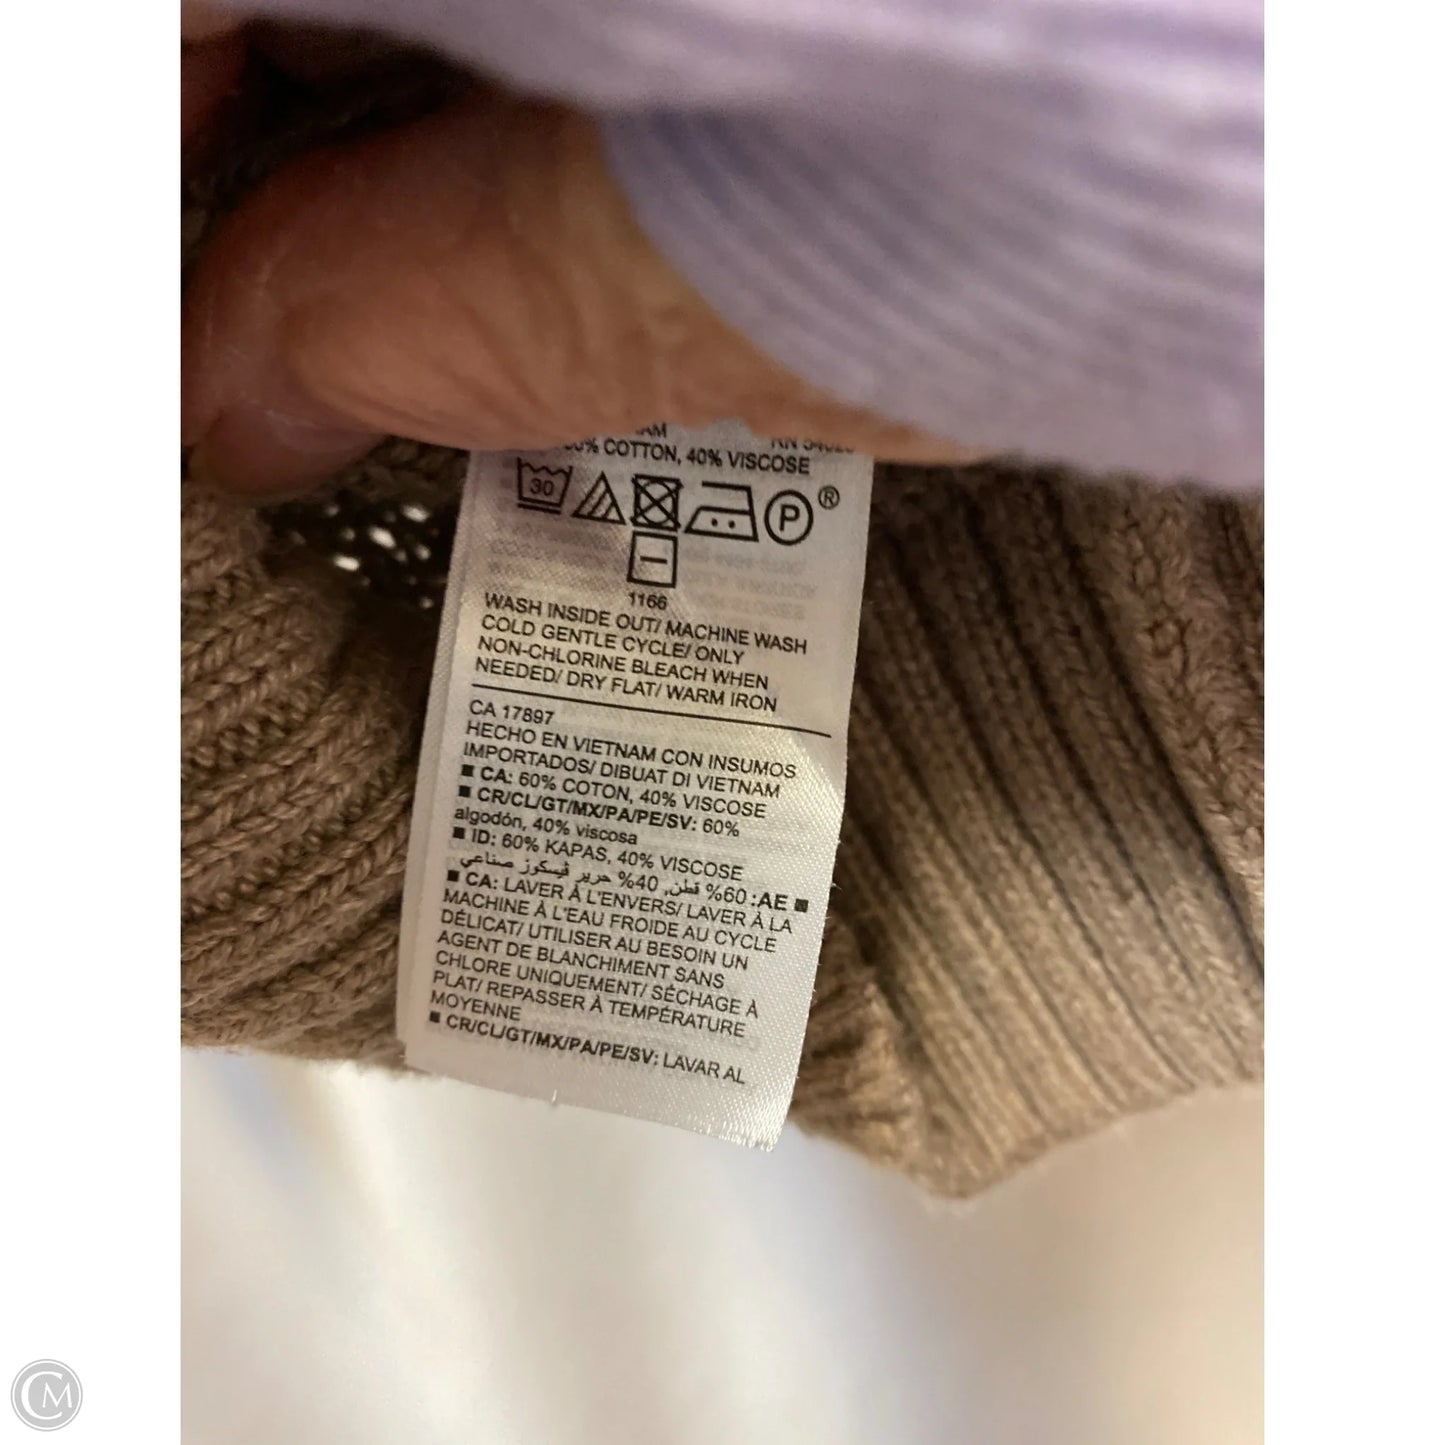 COTTON, 40% VISCOSE
30
P ®
1166
WASH INSIDE OUT/ MACHINE WASH
COLD GENTLE CYCLE/ ONLY
NON-CHLORINE BLEACH WHEN
NEEDED/ DRY FLAT/ WARM IRON
CA 17897
HECHO EN VIETNAM CON INSUMOS
IMPORTADOS/ DIBUAT DI VIETNAM
■ CA: 60% COTON, 40% VISCOSE
■ CR/CL/GT/MX/PA/PE/SV: 60%
algodón, 40% viscosa
■ ID: 60% KAPAS, 40% VISCOSE
■ AE: 60% قطن, 40% حرير ڤيسكوز صناعي
■ CA: LAVER À L'ENVERS/ LAVER À LA
MACHINE À L'EAU FROIDE AU CYCLE
DÉLICAT/ UTILISER AU BESOIN UN
AGENT DE BLANCHIMENT SANS
CHLORE UNIQUEMENT/ SÉCHAGE À
PLAT/ REPASSER À TEMPÉRATURE
MOYENNE
■ CR/CL/GT/MX/PA/PE/SV: LAVAR AL
CM